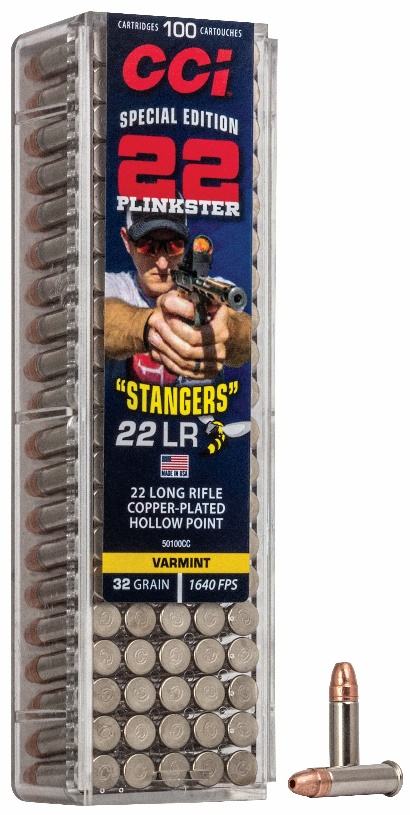 CARTRIDGES 100 CARTOUCHES
CCI
SPECIAL EDITION
22
PLINKSTER
"STANGERS"
22 LR
MADE IN USA
22 LONG RIFLE
COPPER-PLATED
HOLLOW POINT
50100CC
VARMINT
32 GRAIN 1640 FPS